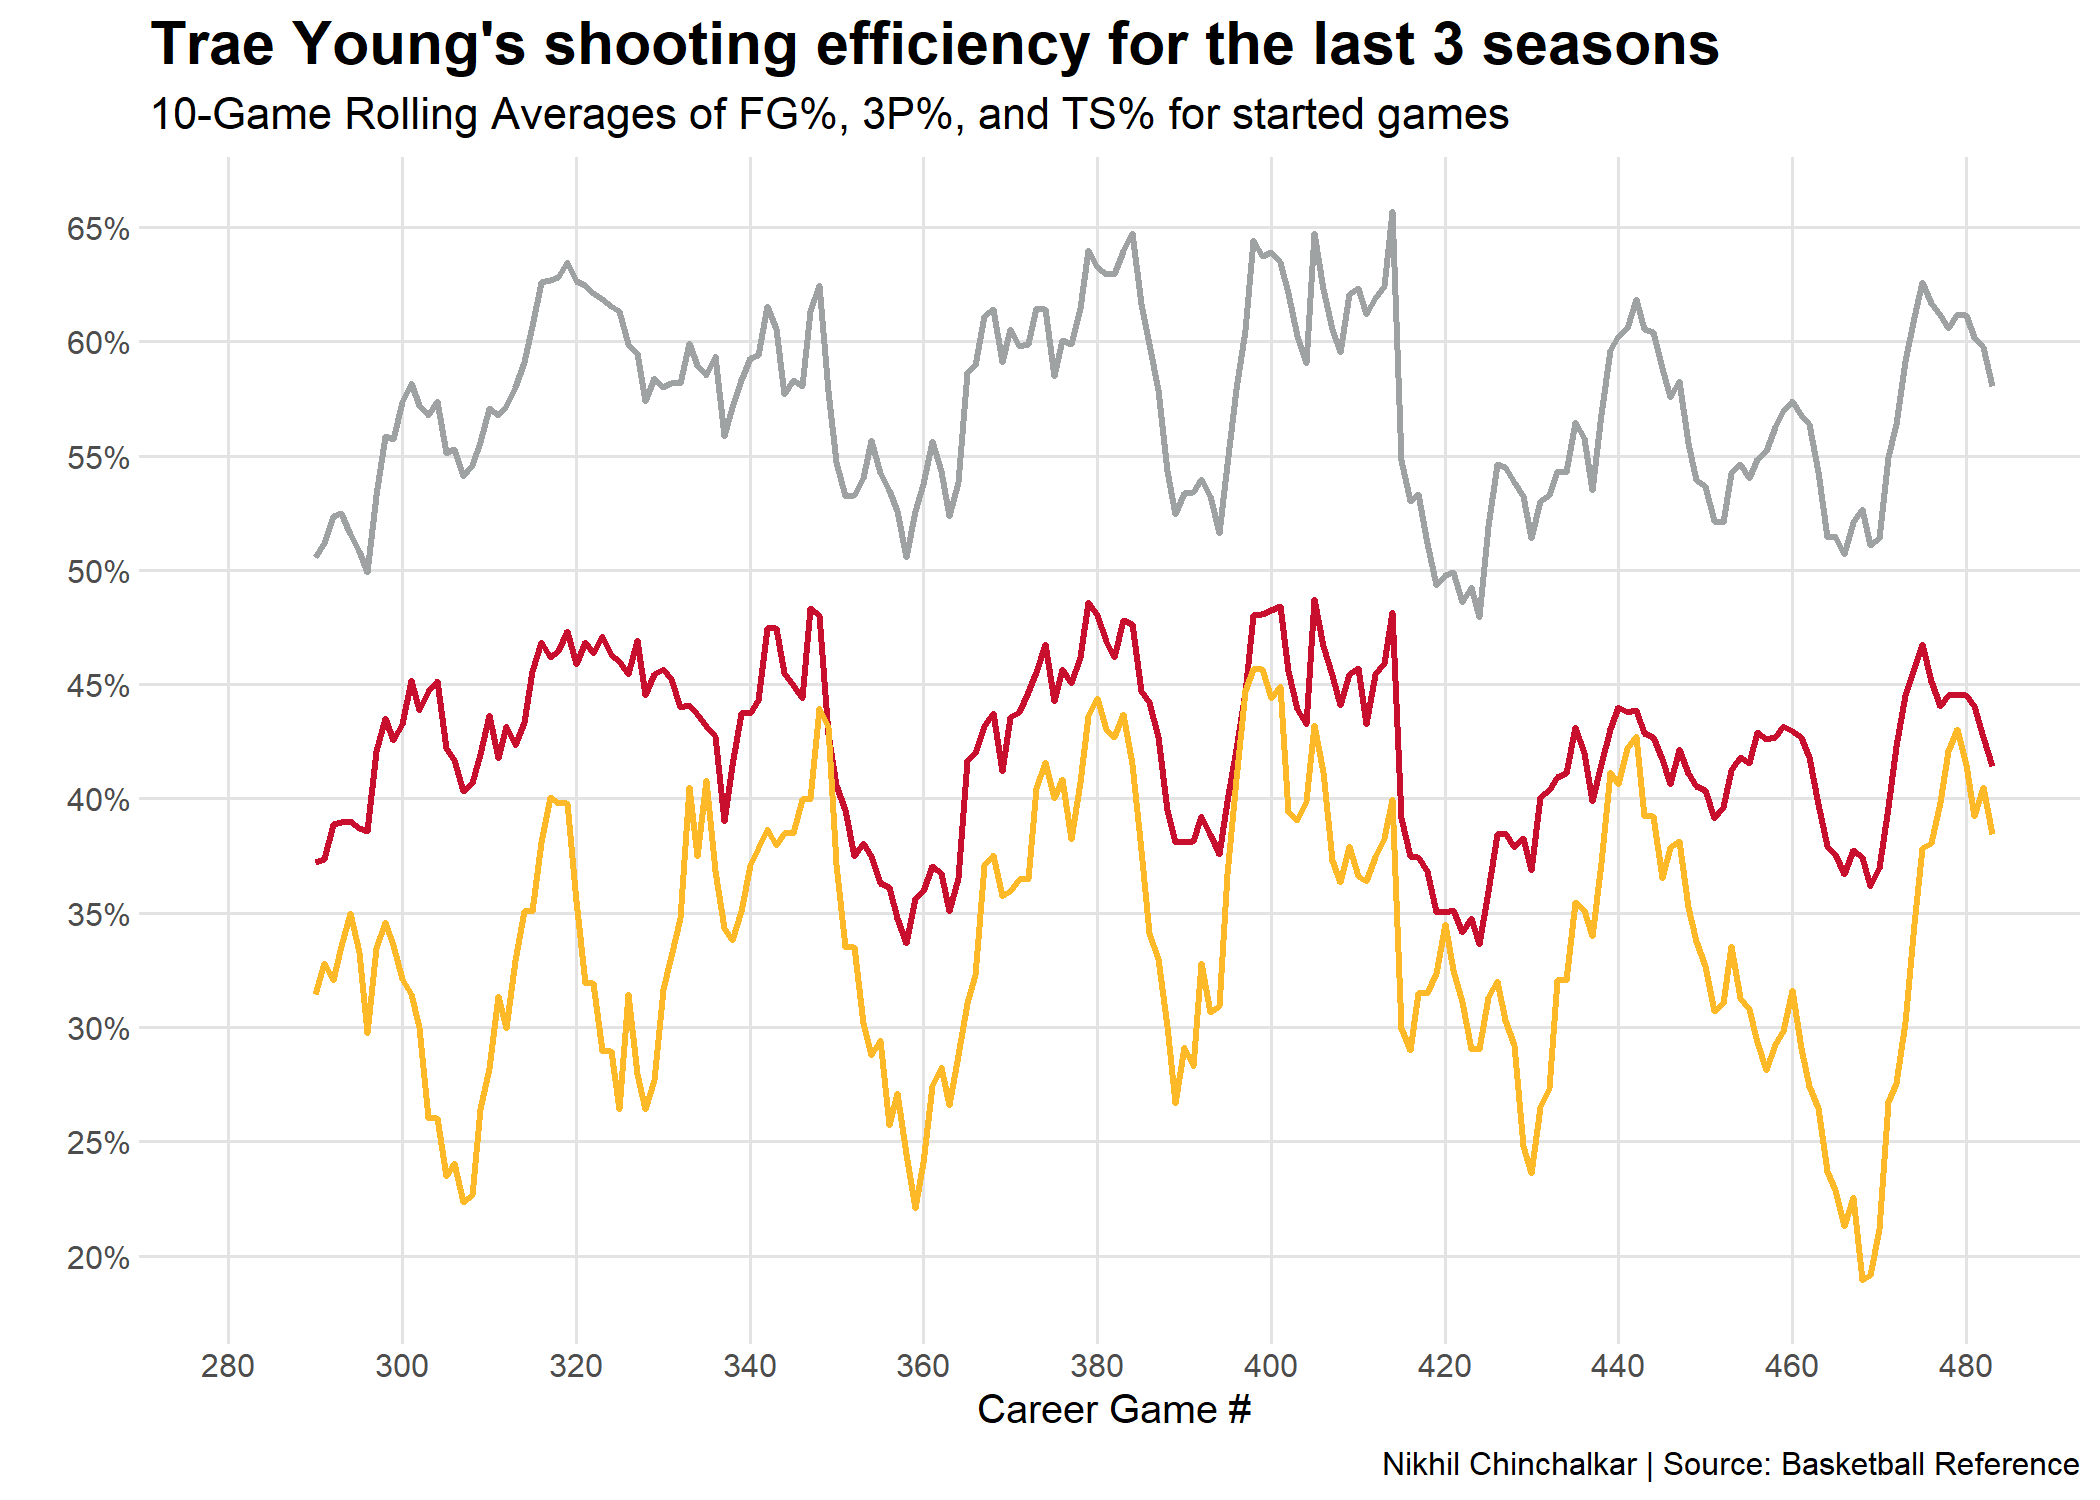 Trae Young's shooting efficiency for the last 3 seasons
10-Game Rolling Averages of FG%, 3P%, and TS% for started games
65%
60%
55%
50%
45%
40%
35%
30%
25%
20%
280 300 320 340 360 380 400 420 440 460 480
Career Game #
Nikhil Chinchalkar | Source: Basketball Reference